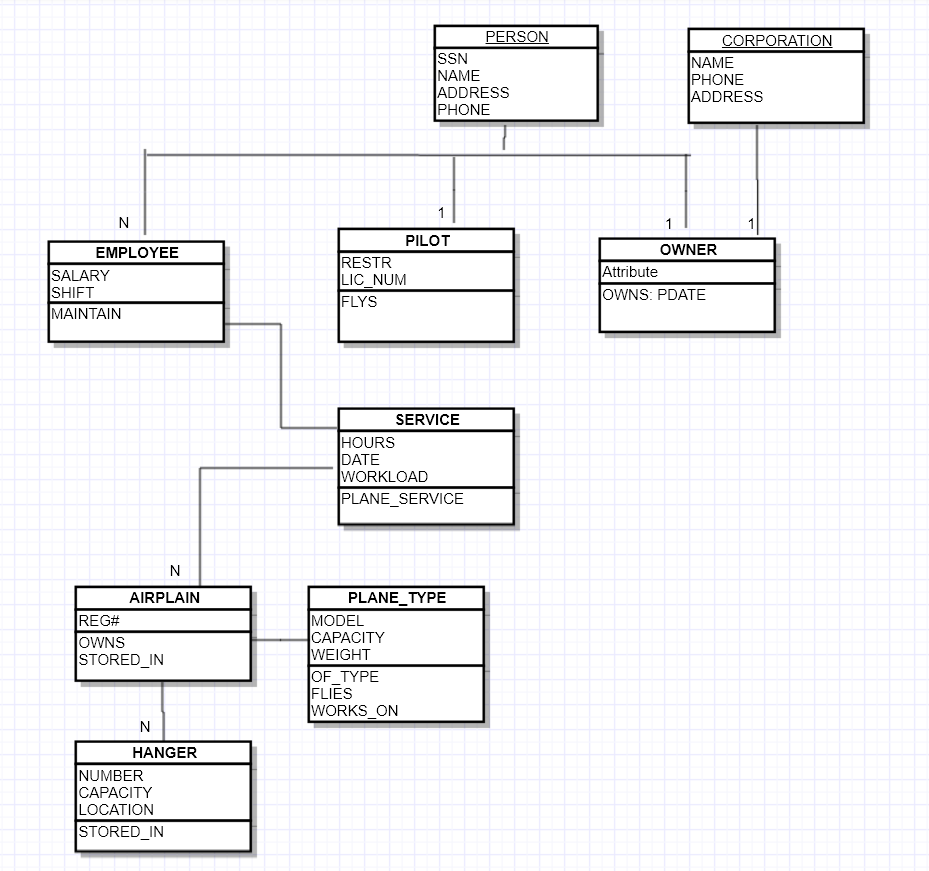 PERSON
SSN
NAME
ADDRESS
PHONE
CORPORATION
NAME
PHONE
ADDRESS
N
1
1
1
EMPLOYEE
SALARY
SHIFT
MAINTAIN
PILOT
RESTR
LIC_NUM
FLYS
OWNER
Attribute
OWNS: PDATE
SERVICE
HOURS
DATE
WORKLOAD
PLANE_SERVICE
N
AIRPLAIN
REG#
OWNS
STORED_IN
PLANE_TYPE
MODEL
CAPACITY
WEIGHT
OF_TYPE
FLIES
WORKS_ON
N
HANGER
NUMBER
CAPACITY
LOCATION
STORED_IN